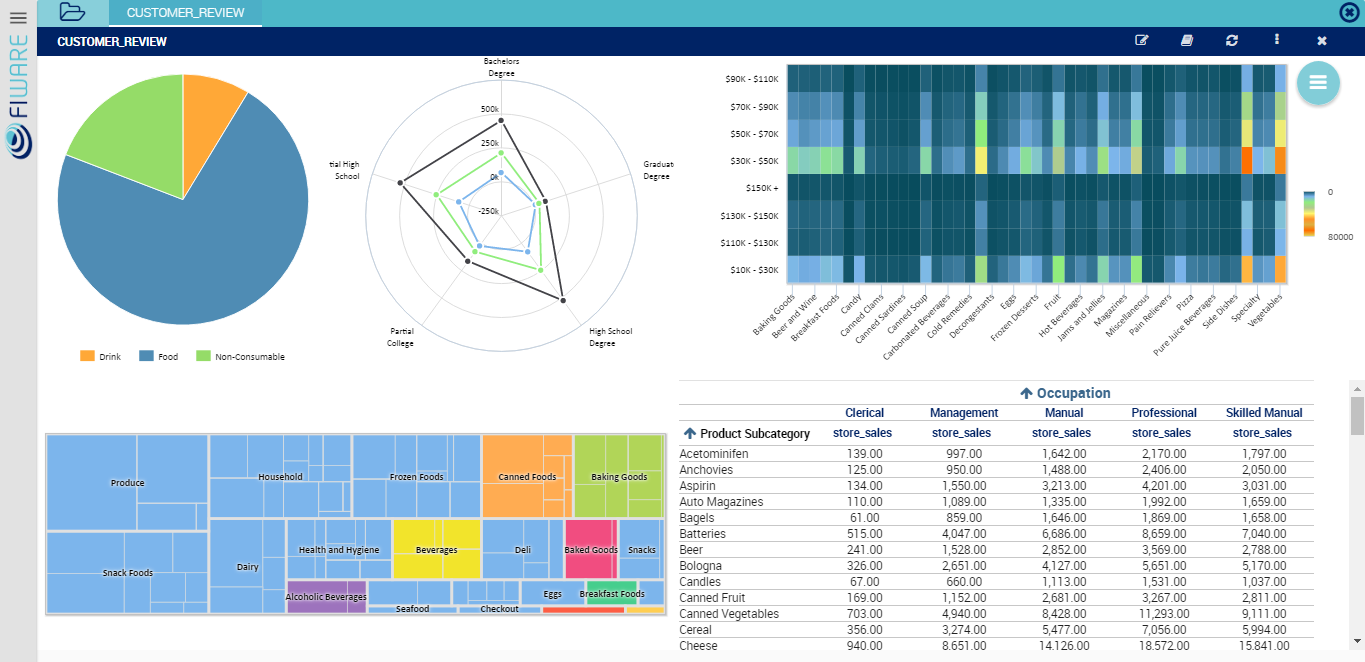 CUSTOMER_REVIEW
CUSTOMER_REVIEW
FIWARE
Drink
Food
Non-Consumable
Bachelors
Degree
500k
250k
0k
-250k
tial High
School
Graduat
Degree
Partial
College
High School
Degree
$90K - $110K
$70K - $90K
$50K - $70K
$30K - $50K
$150K +
$130K - $150K
$110K - $130K
$10K - $30K
Baking Goods
Beer and Wine
Breakfast Foods
Candy
Canned Clams
Canned Sardines
Canned Soup
Carbonated Beverages
Cold Remedies
Decongestants
Eggs
Frozen Desserts
Fruit
Hot Beverages
Jams and Jellies
Magazines
Miscellaneous
Pain Relievers
Pizza
Pure Juice Beverages
Side Dishes
Specialty
Vegetables
0
80000
Produce
Household
Frozen Foods
Canned Foods
Baking Goods
Snack Foods
Dairy
Health and Hygiene
Beverages
Deli
Baked Goods
Snacks
Alcoholic Beverages
Seafood
Checkout
Eggs
Breakfast Foods
Occupation
Clerical Management Manual Professional Skilled Manual
Product Subcategory store_sales store_sales store_sales store_sales store_sales
Acetominifen 139.00 997.00 1,642.00 2,170.00 1,797.00
Anchovies 125.00 950.00 1,488.00 2,406.00 2,050.00
Aspirin 134.00 1,550.00 3,213.00 4,201.00 3,031.00
Auto Magazines 110.00 1,089.00 1,335.00 1,992.00 1,659.00
Bagels 61.00 859.00 1,646.00 1,869.00 1,658.00
Batteries 515.00 4,047.00 6,686.00 8,659.00 7,040.00
Beer 241.00 1,528.00 2,852.00 3,569.00 2,788.00
Bologna 326.00 2,651.00 4,127.00 5,651.00 5,170.00
Candles 67.00 660.00 1,113.00 1,531.00 1,037.00
Canned Fruit 169.00 1,152.00 2,681.00 3,267.00 2,811.00
Canned Vegetables 703.00 4,940.00 8,428.00 11,293.00 9,111.00
Cereal 356.00 3,274.00 5,477.00 7,056.00 5,994.00
Cheese 940.00 8,651.00 14,126.00 18,572.00 15,841.00